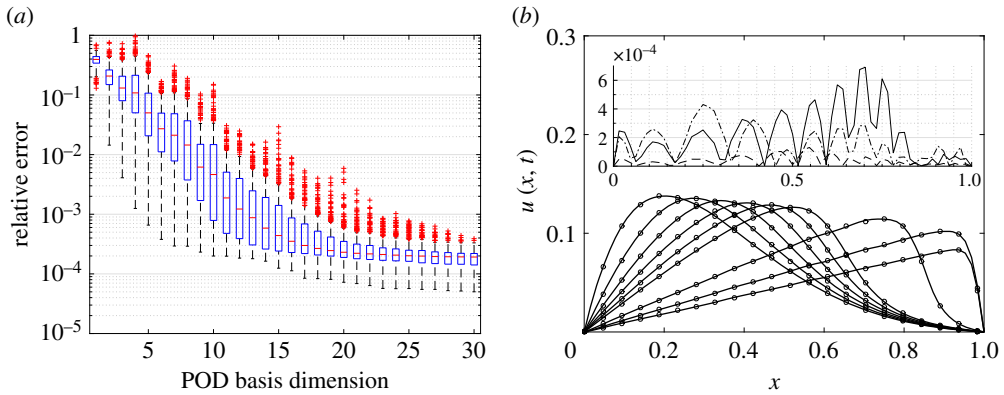 (a)
1
10⁻¹
10⁻²
10⁻³
10⁻⁴
10⁻⁵
relative error
5 10 15 20 25 30
POD basis dimension
(b)
0.3
0.2
0.1
0
u (x, t)
×10⁻⁴
6
4
2
0
0.5 1.0
0.2 0.4 0.6 0.8 1.0
x